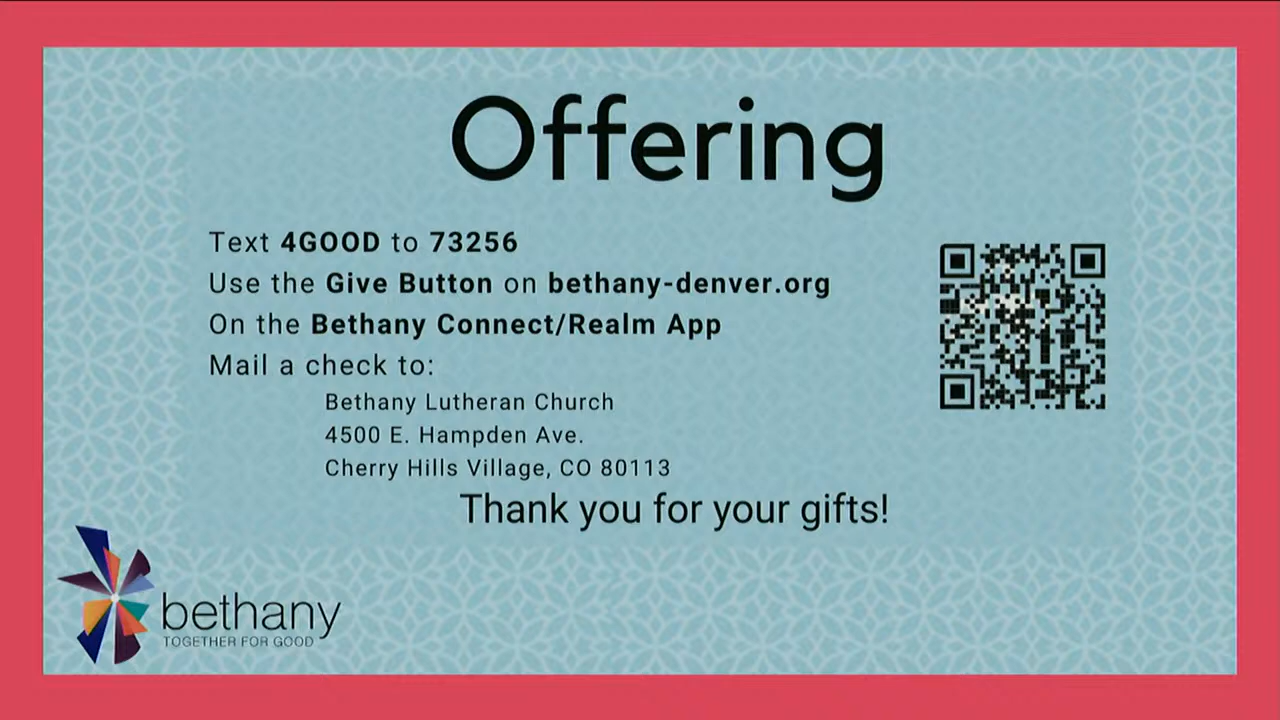 Offering
Text 4GOOD to 73256
Use the Give Button on bethany-denver.org
On the Bethany Connect/Realm App
Mail a check to:
Bethany Lutheran Church
4500 E. Hampden Ave.
Cherry Hills Village, CO 80113
Thank you for your gifts!
bethany
TOGETHER FOR GOOD